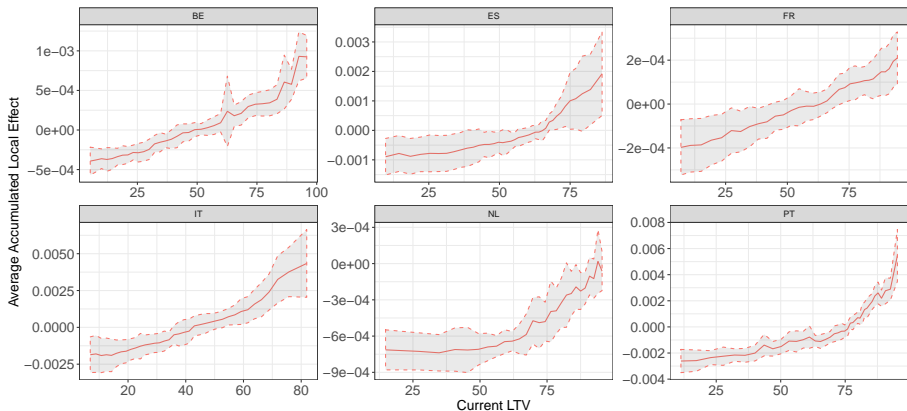 BE
ES
FR
1e−03
5e−04
0e+00
−5e−04
25
50
75
100
0.003
0.002
0.001
0.000
−0.001
25
50
75
2e−04
0e+00
−2e−04
25
50
75
IT
NL
PT
0.0050
0.0025
0.0000
−0.0025
20
40
60
80
3e−04
0e+00
−3e−04
−6e−04
−9e−04
25
50
75
0.008
0.006
0.004
0.002
0.000
−0.002
−0.004
25
50
75
Average Accumulated Local Effect
Current LTV